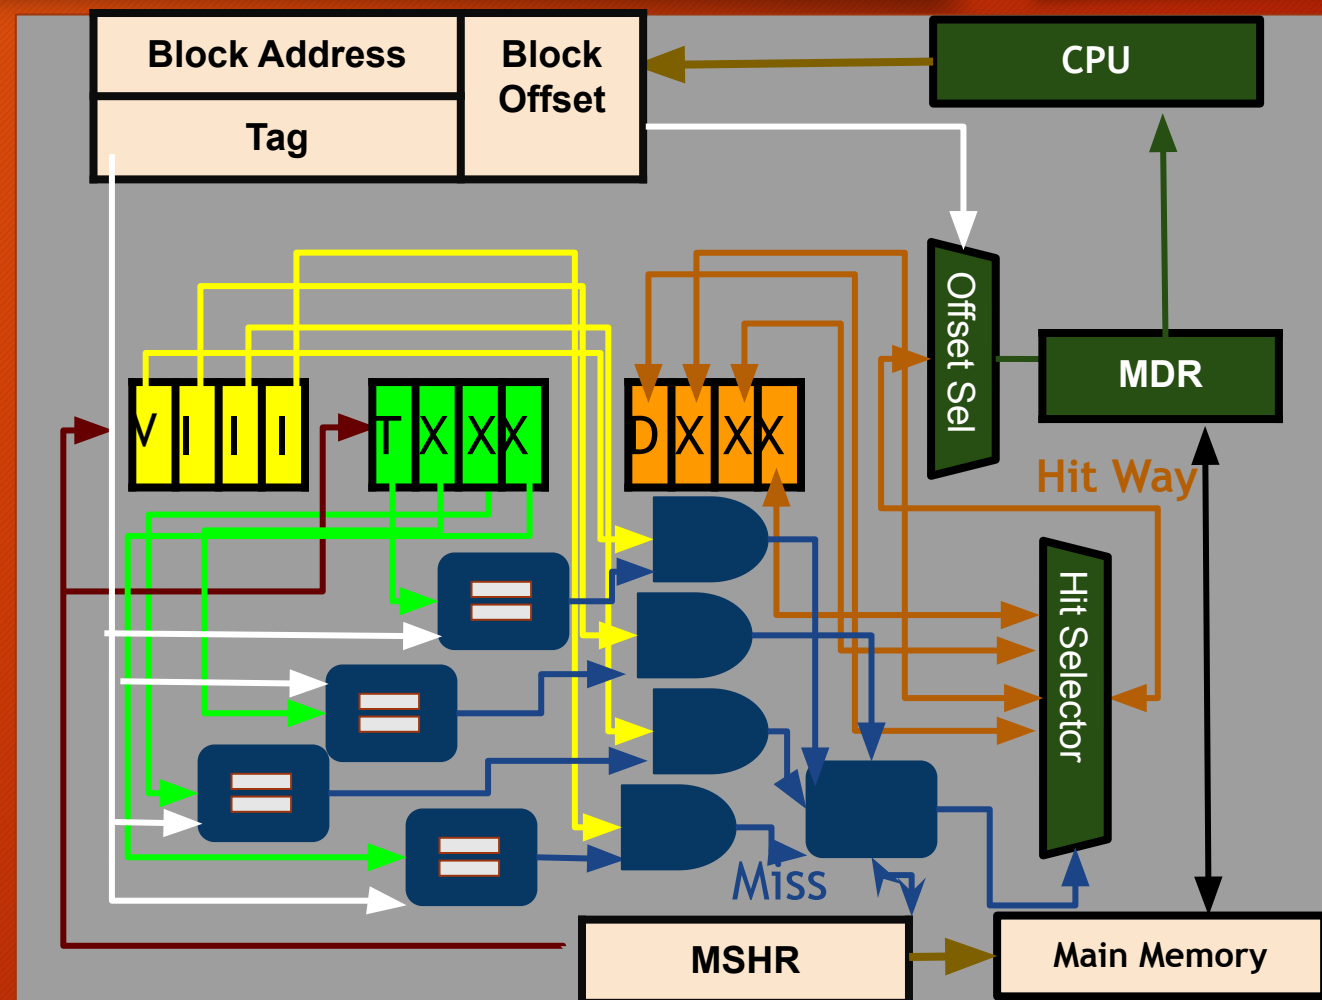 Block Address
Block
Offset
CPU
Tag
Offset Sel
MDR
V I I I
T X X X
D X X X
Hit Way
Hit Selector
Miss
MSHR
Main Memory